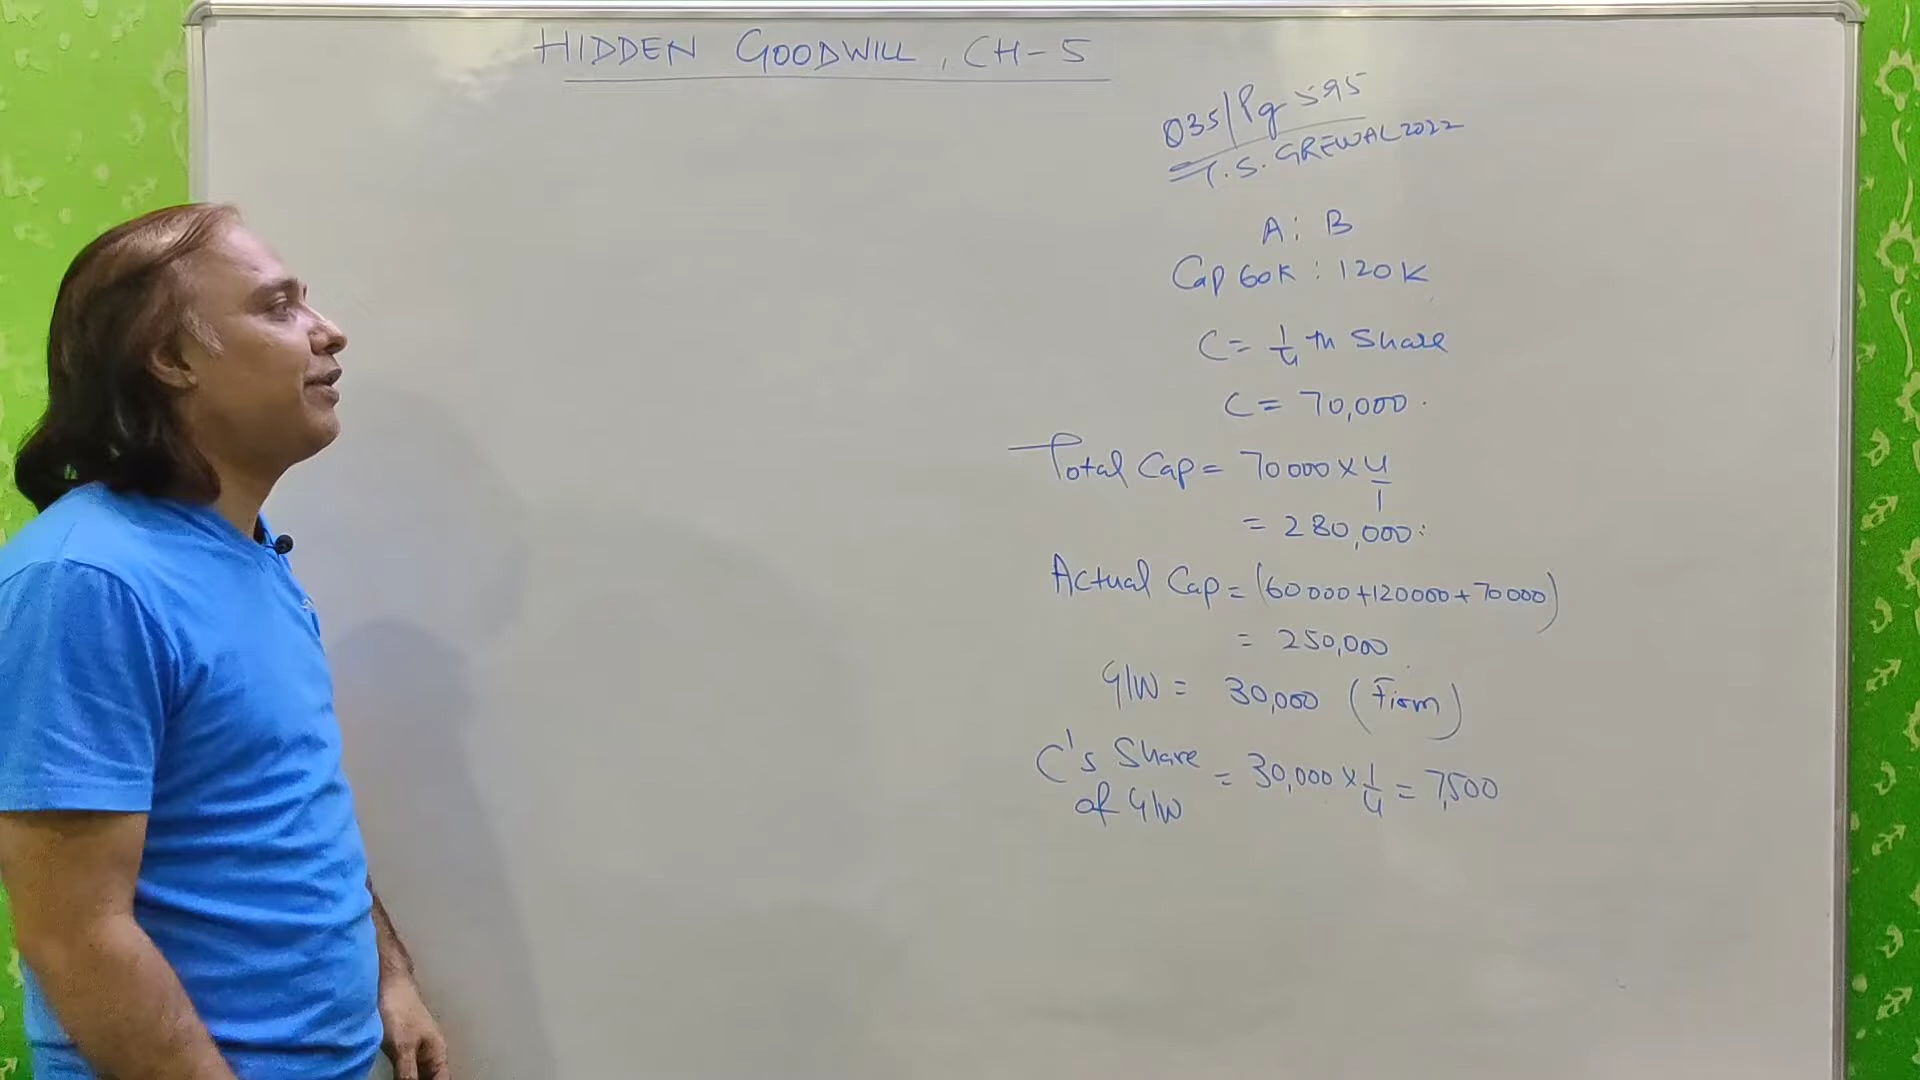 HIDDEN GOODWILL, CH-5
Q35/Pg 595
T.S. GREWAL 2022
A : B
Cap 60K : 120K
C = 1/4 th Share
C = 70,000.
Total Cap = 70000 × 4/1
= 280,000:
Actual Cap = (60000+120000+70000)
= 250,000
G/W = 30,000 (Firm)
C's Share of G/W = 30,000 × 1/4 = 7,500